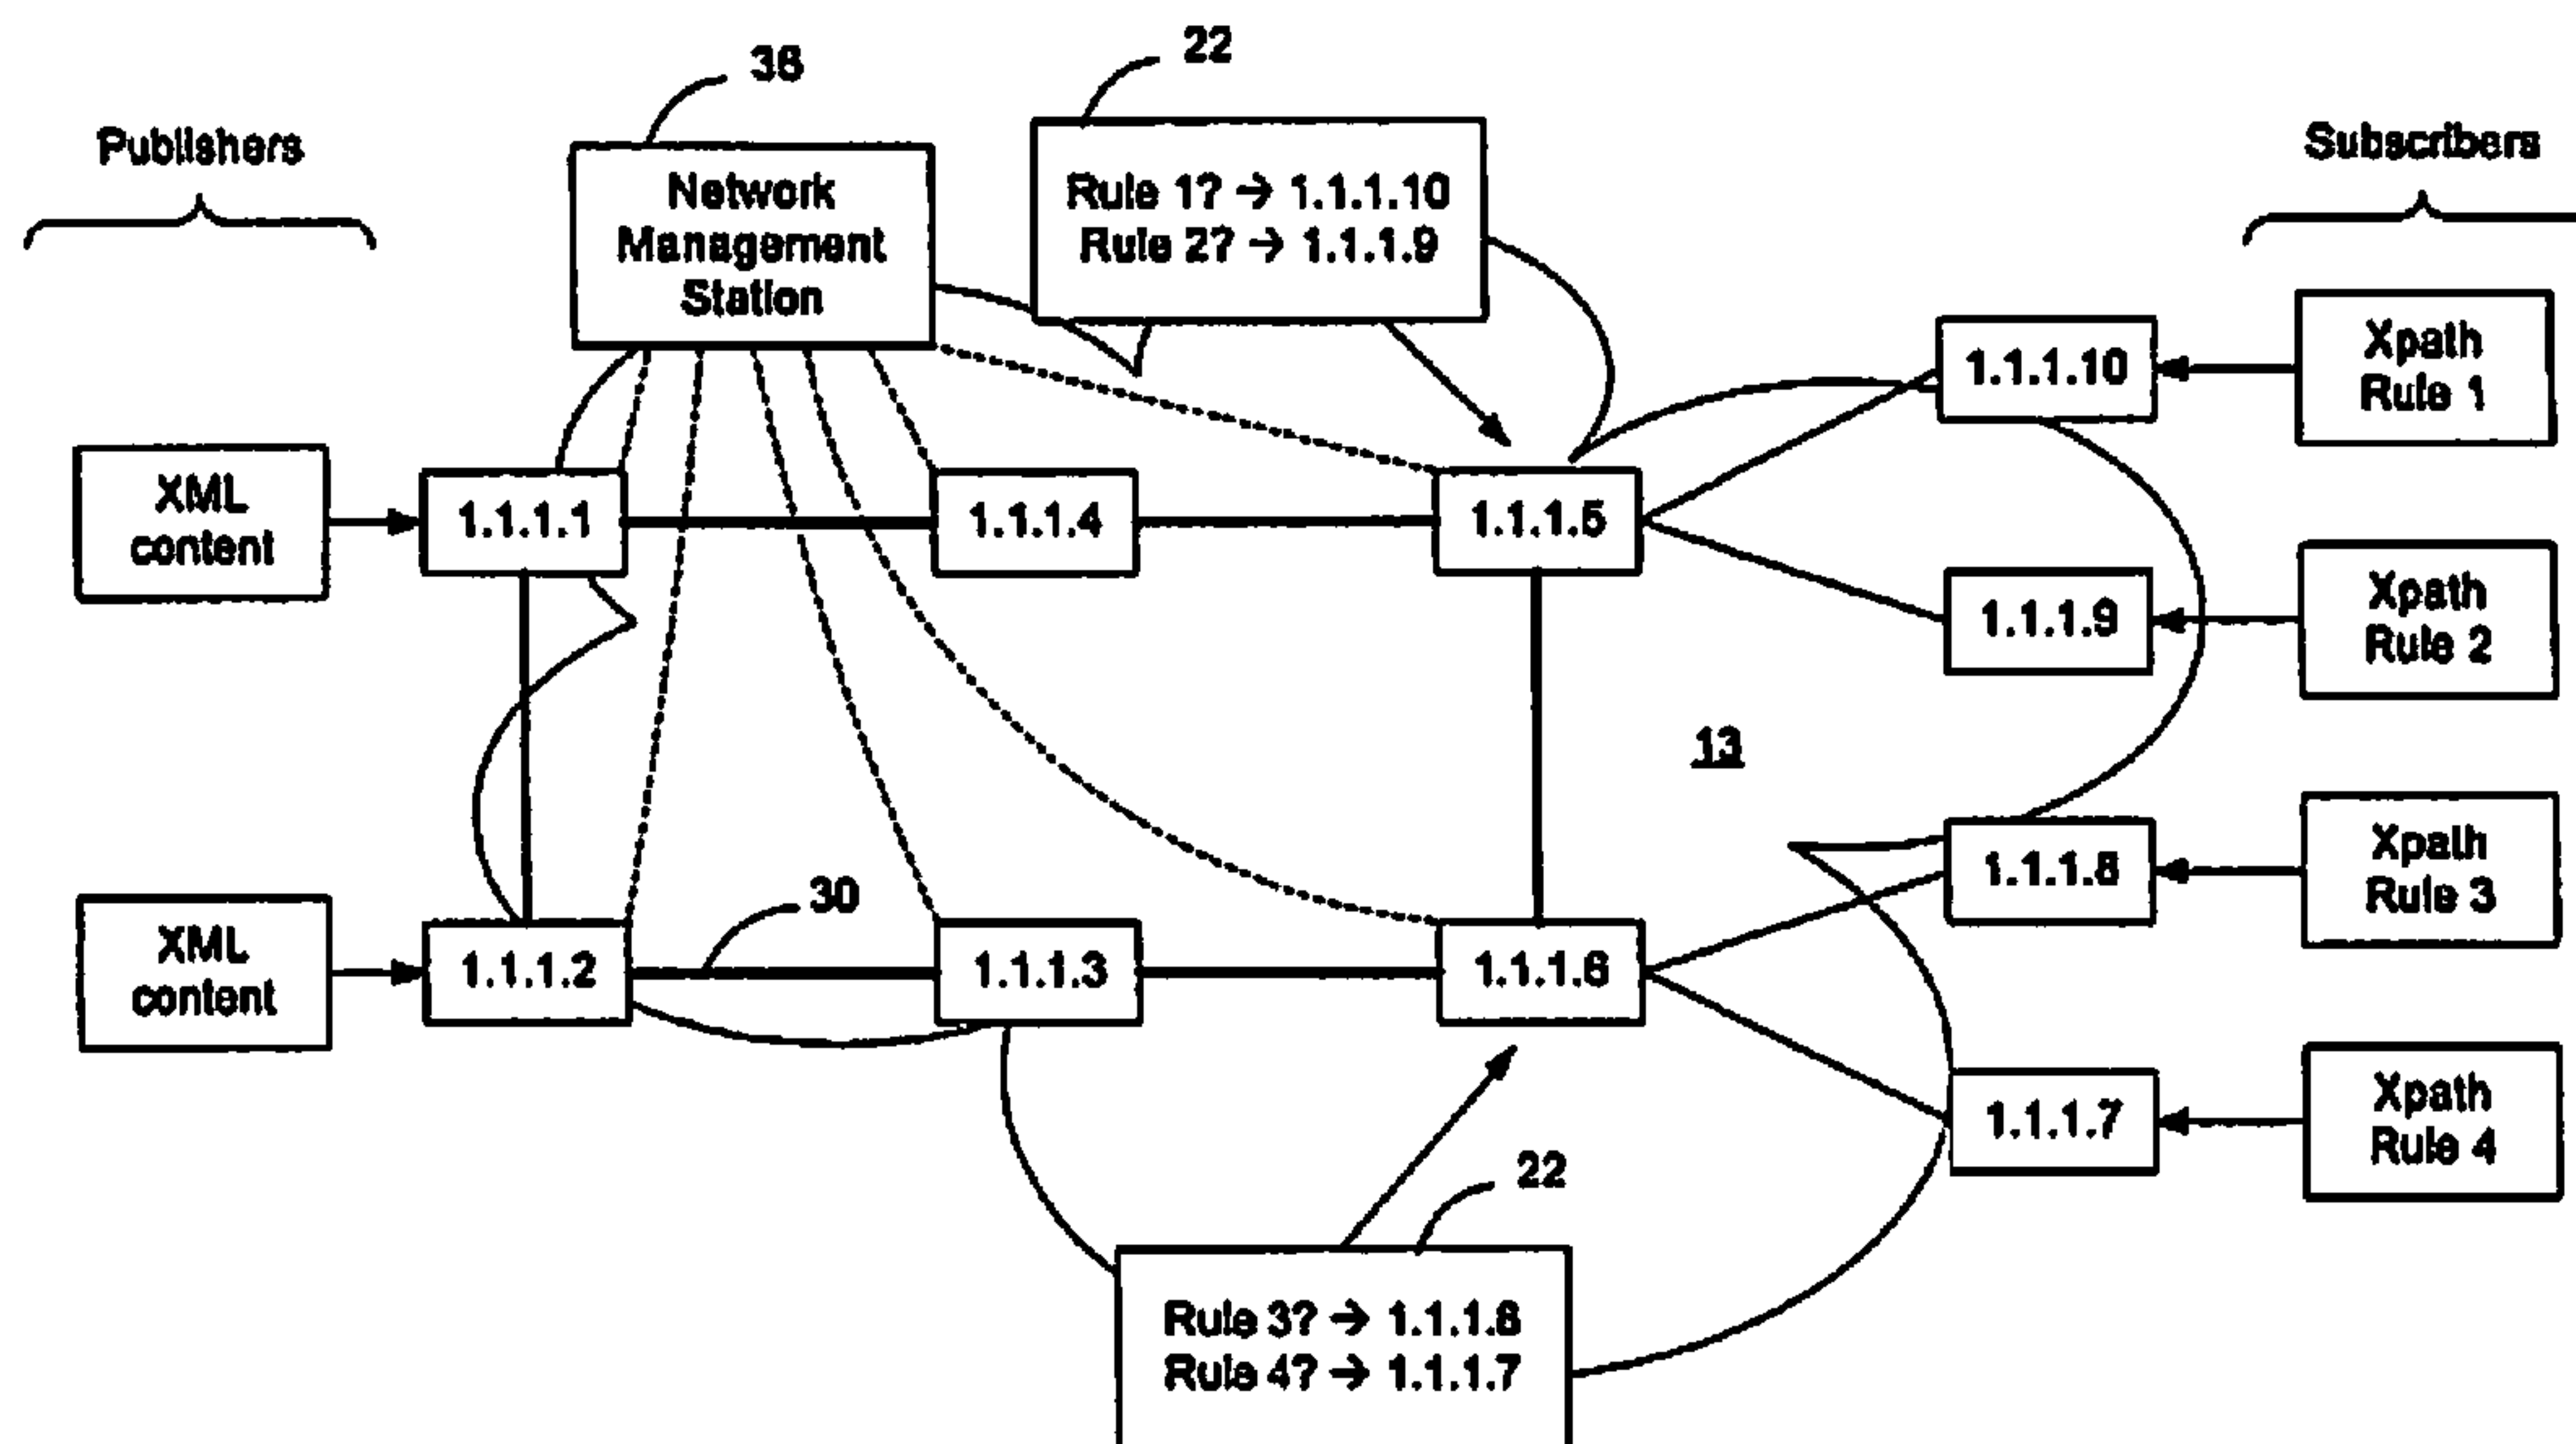 36
22
Publishers
Subscribers
Network
Management
Station
Rule 1? → 1.1.1.10
Rule 2? → 1.1.1.9
1.1.1.10
Xpath
Rule 1
XML
content
1.1.1.1
1.1.1.4
1.1.1.5
1.1.1.9
Xpath
Rule 2
13
1.1.1.8
Xpath
Rule 3
30
XML
content
1.1.1.2
1.1.1.3
1.1.1.6
1.1.1.7
Xpath
Rule 4
22
Rule 3? → 1.1.1.8
Rule 4? → 1.1.1.7